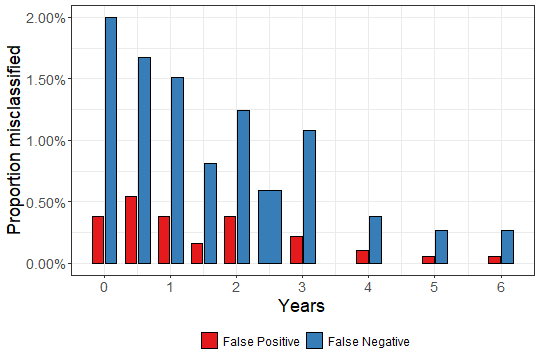 Proportion misclassified
2.00%
1.50%
1.00%
0.50%
0.00%
0 1 2 3 4 5 6
Years
False Positive False Negative